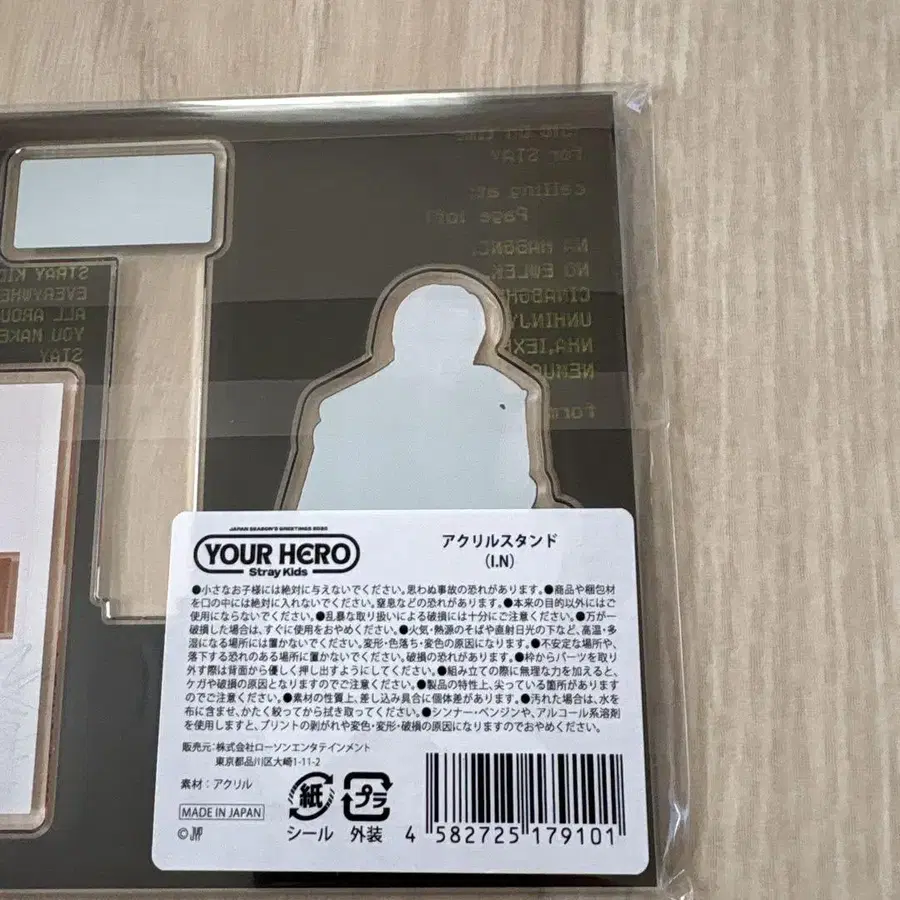 For STAY
calling at:
Page 1of1
NA MAGGNC.
NO EWLEK.
STRAY KID
EVERYWHE
ALL AROU
YOU MAKE
STAY
JAPAN SEASON'S GREETINGS 2025
YOUR HERO
Stray Kids
アクリルスタンド
(I.N)
●小さなお子様には絶対に与えないでください。思わぬ事故の恐れがあります。●商品や梱包材
を口の中には絶対に入れないでください。窒息などの恐れがあります。●本来の目的以外にはご
使用にならないでください。●乱暴な取り扱いによる破損には十分にご注意ください。●万が一
破損した場合は、すぐに使用をおやめください。●火気・熱源のそばや直射日光の下など、高温・多
湿になる場所には置かないでください。変形・色落ち・変色の原因になります。●不安定な場所や、
落下する恐れのある場所に置かないでください。破損の恐れがあります。●枠からパーツを取り
外す際は背面から優しく押し出すようにしてください。●組み立ての際に無理な力を加えると、
ケガや破損の原因となりますのでご注意ください。●製品の特性上、尖っている箇所があります
のでご注意ください。●素材の性質上、差し込み具合に個体差があります。●汚れた場合は、水を
布に含ませ、かたく絞ってから拭き取ってください。●シンナー・ベンジンや、アルコール系溶剤
を使用しますと、プリントの剥がれや変色・変形・破損の原因になりますのでおやめください。
販売元：株式会社ローソンエンタテインメント
東京都品川区大崎1-11-2
素材：アクリル
MADE IN JAPAN
© JYP
紙
シール
プラ
外装
4 582725 179101